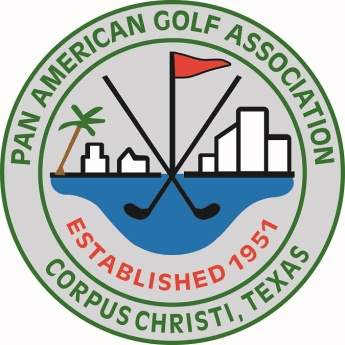 PAN AMERICAN GOLF ASSOCIATION
ESTABLISHED 1951
CORPUS CHRISTI, TEXAS